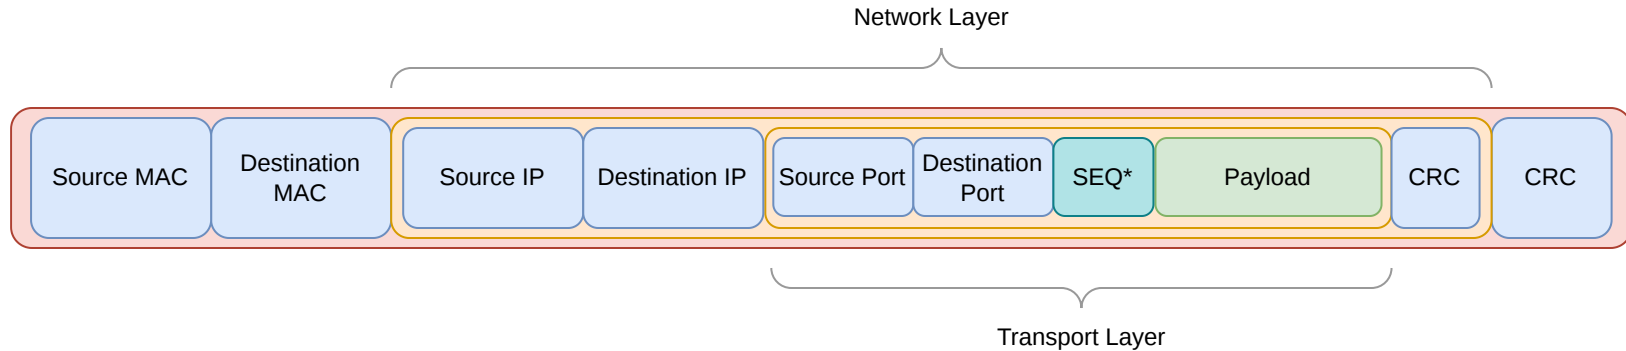 Network Layer
Source MAC
Destination
MAC
Source IP
Destination IP
Source Port
Destination
Port
SEQ*
Payload
CRC
CRC
Transport Layer